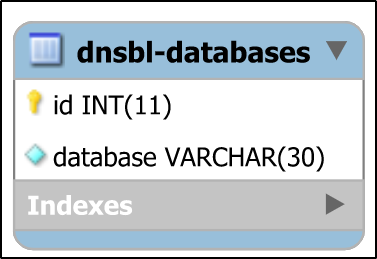 dnsbl-databases
id INT(11)
database VARCHAR(30)
Indexes